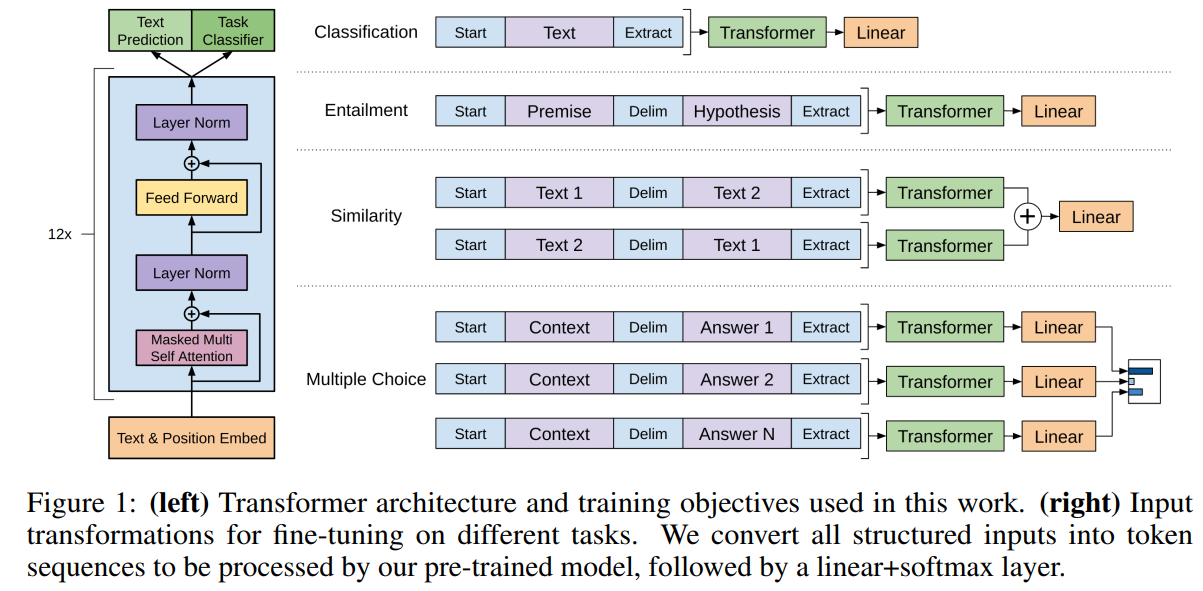 Text
Prediction
Task
Classifier
12x
Layer Norm
+
Feed Forward
Layer Norm
+
Masked Multi
Self Attention
Text & Position Embed
Classification
Start Text Extract Transformer Linear
Entailment
Start Premise Delim Hypothesis Extract Transformer Linear
Similarity
Start Text 1 Delim Text 2 Extract Transformer
+ Linear
Start Text 2 Delim Text 1 Extract Transformer
Multiple Choice
Start Context Delim Answer 1 Extract Transformer Linear
Start Context Delim Answer 2 Extract Transformer Linear
Start Context Delim Answer N Extract Transformer Linear
Figure 1: (left) Transformer architecture and training objectives used in this work. (right) Input
transformations for fine-tuning on different tasks. We convert all structured inputs into token
sequences to be processed by our pre-trained model, followed by a linear+softmax layer.